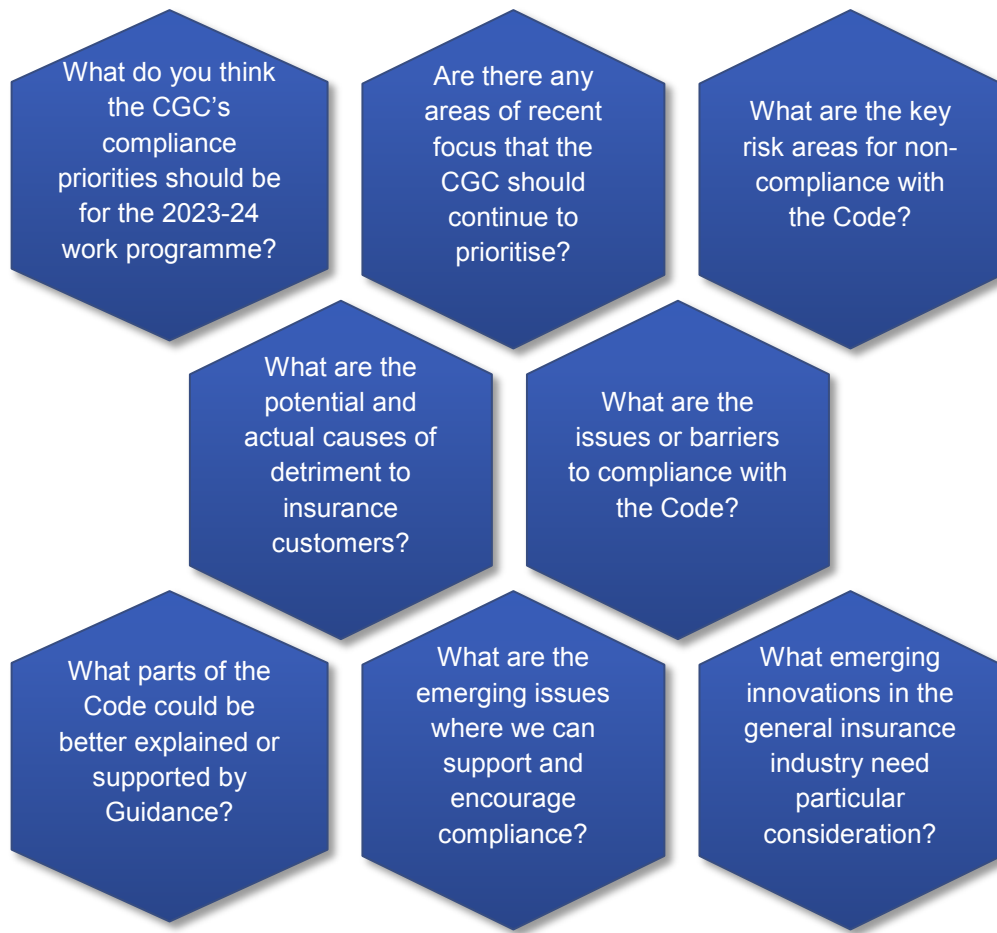 What do you think
the CGC’s
compliance
priorities should be
for the 2023-24
work programme?
Are there any
areas of recent
focus that the
CGC should
continue to
prioritise?
What are the key
risk areas for non-
compliance with
the Code?
What are the
potential and
actual causes of
detriment to
insurance
customers?
What are the
issues or barriers
to compliance with
the Code?
What parts of the
Code could be
better explained or
supported by
Guidance?
What are the
emerging issues
where we can
support and
encourage
compliance?
What emerging
innovations in the
general insurance
industry need
particular
consideration?